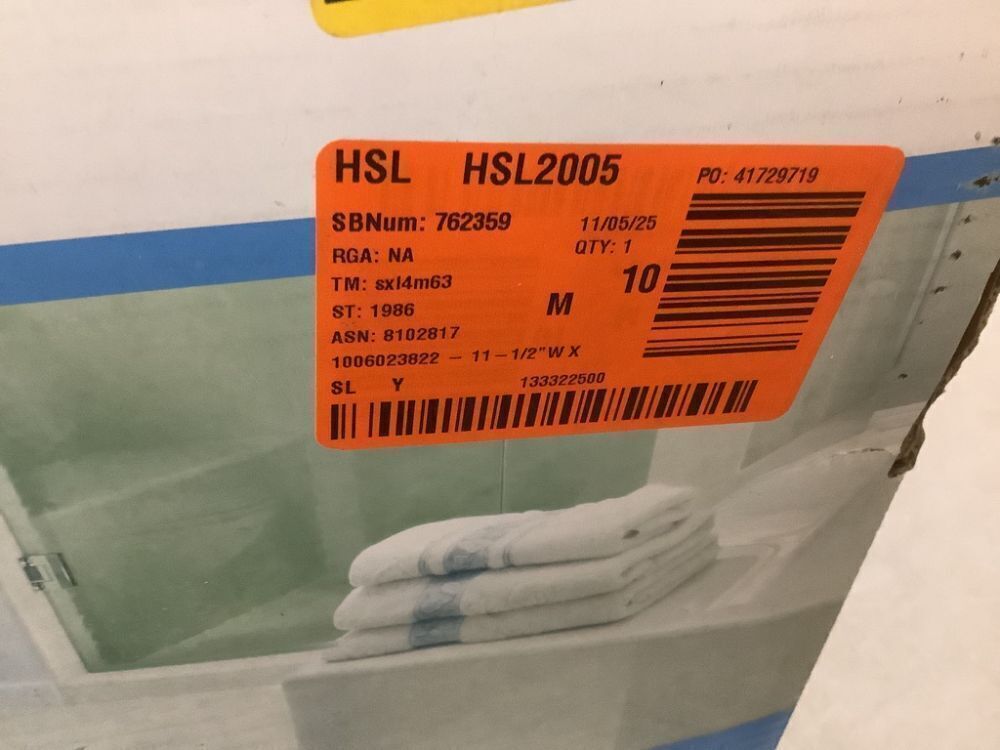 HSL HSL2005 PO: 41729719
SBNum: 762359 11/05/25
RGA: NA QTY: 1
TM: sxl4m63 10
ST: 1986 M
ASN: 8102817
1006023822 - 11-1/2"W X
SL Y 133322500